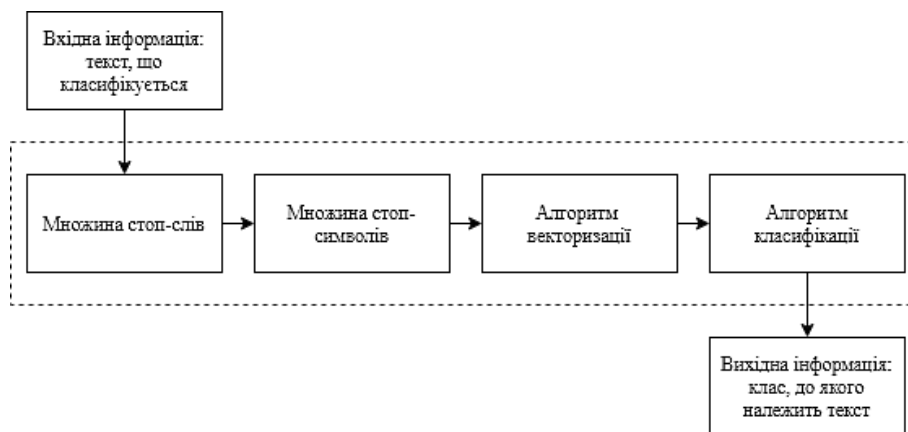 Вхідна інформація:
текст, що
класифікується
Множина стоп-слів
Множина стоп-
символів
Алгоритм
векторизації
Алгоритм
класифікації
Вихідна інформація:
клас, до якого
належить текст